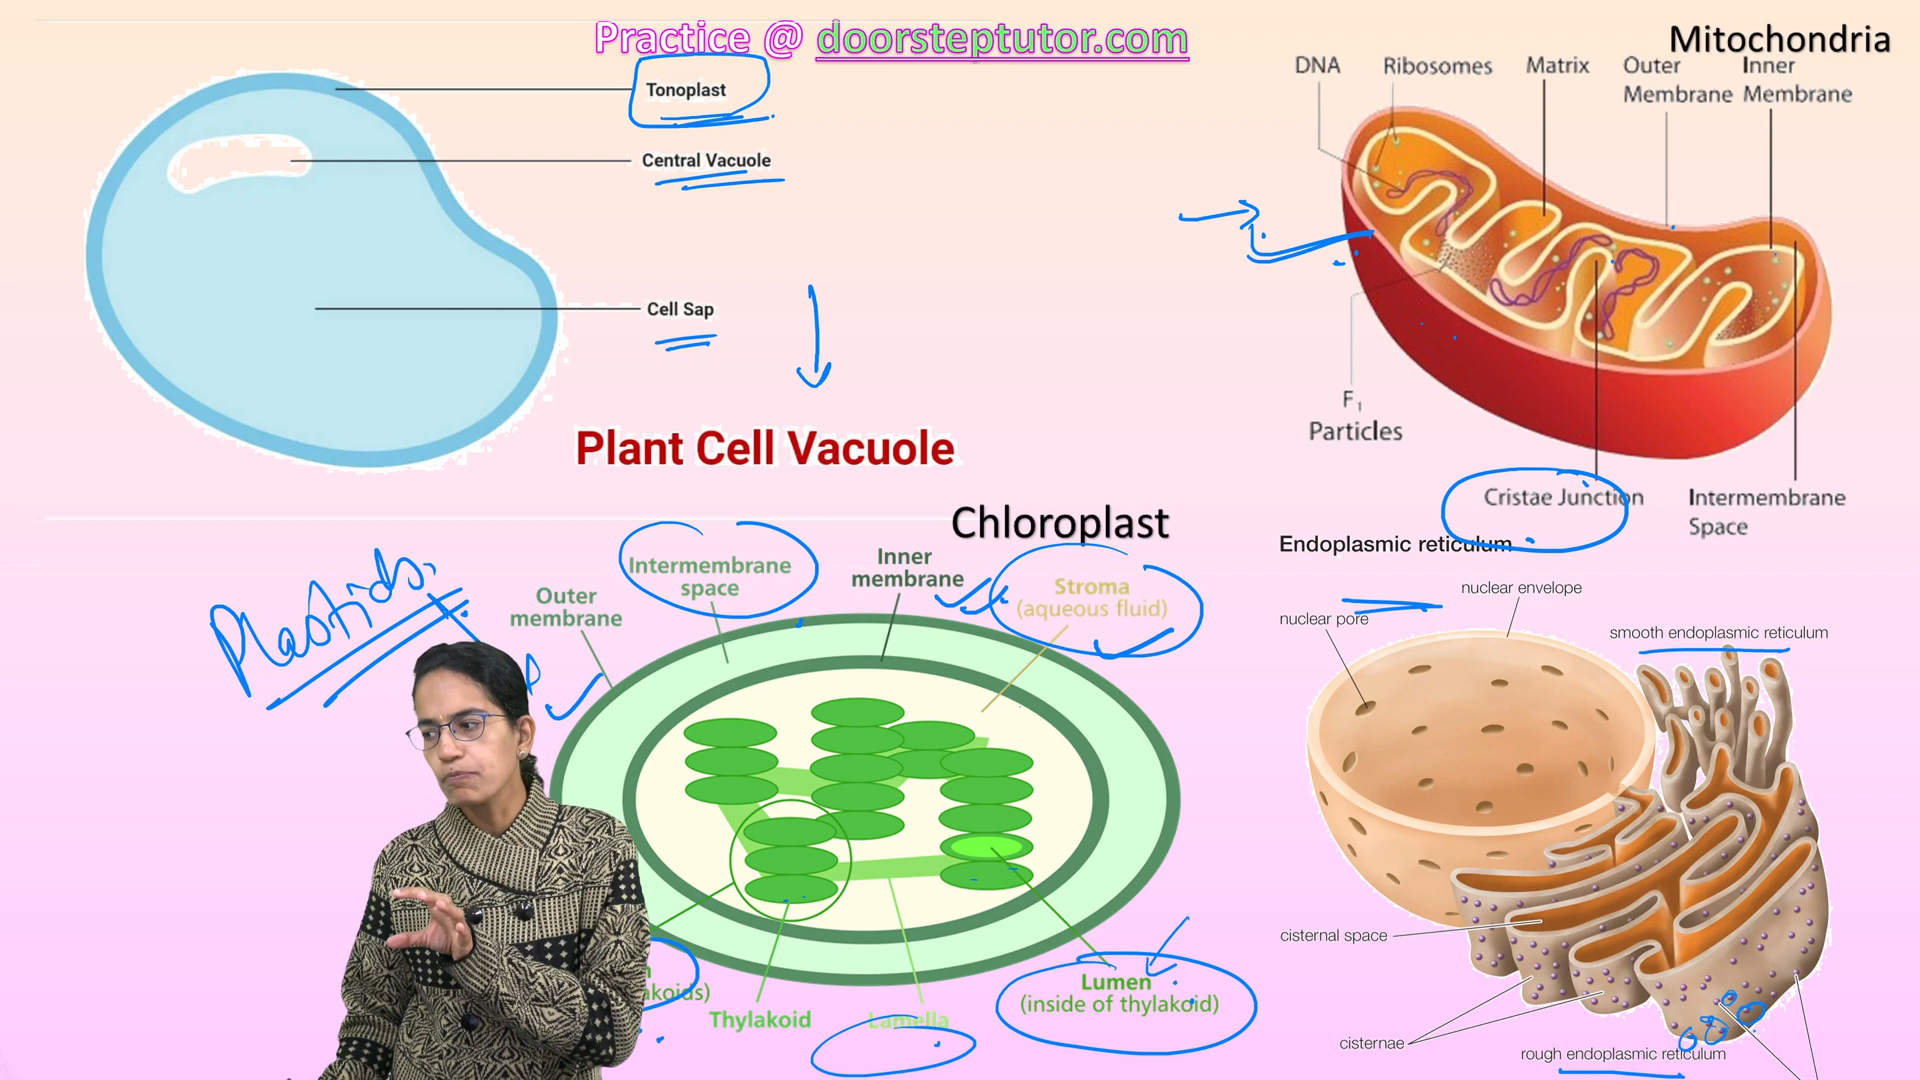 Practice @ doorsteptutor.com
Tonoplast
Central Vacuole
Cell Sap
Plant Cell Vacuole
Mitochondria
DNA
Ribosomes
Matrix
Outer
Membrane
Inner
Membrane
F1
Particles
Cristae Junction
Intermembrane
Space
Chloroplast
Plastids
Outer
membrane
Intermembrane
space
Inner
membrane
Stroma
(aqueous fluid)
akoids)
Thylakoid
Lamella
Lumen
(inside of thylakoid)
Endoplasmic reticulum
nuclear envelope
nuclear pore
smooth endoplasmic reticulum
cisternal space
cisternae
rough endoplasmic reticulum